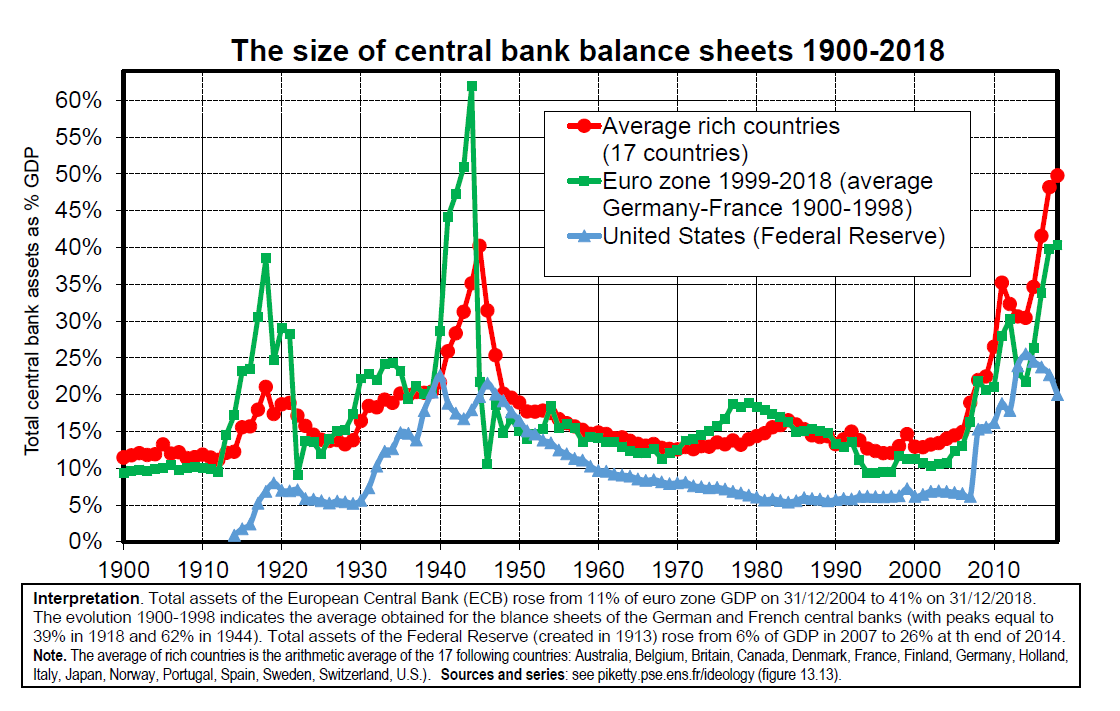 The size of central bank balance sheets 1900-2018
Total central bank assets as % GDP
60%
55%
50%
45%
40%
35%
30%
25%
20%
15%
10%
5%
0%
Average rich countries
(17 countries)
Euro zone 1999-2018 (average
Germany-France 1900-1998)
United States (Federal Reserve)
1900 1910 1920 1930 1940 1950 1960 1970 1980 1990 2000 2010
Interpretation. Total assets of the European Central Bank (ECB) rose from 11% of euro zone GDP on 31/12/2004 to 41% on 31/12/2018.
The evolution 1900-1998 indicates the average obtained for the blance sheets of the German and French central banks (with peaks equal to
39% in 1918 and 62% in 1944). Total assets of the Federal Reserve (created in 1913) rose from 6% of GDP in 2007 to 26% at th end of 2014.
Note. The average of rich countries is the arithmetic average of the 17 following countries: Australia, Belgium, Britain, Canada, Denmark, France, Finland, Germany, Holland,
Italy, Japan, Norway, Portugal, Spain, Sweden, Switzerland, U.S.). Sources and series: see piketty.pse.ens.fr/ideology (figure 13.13).